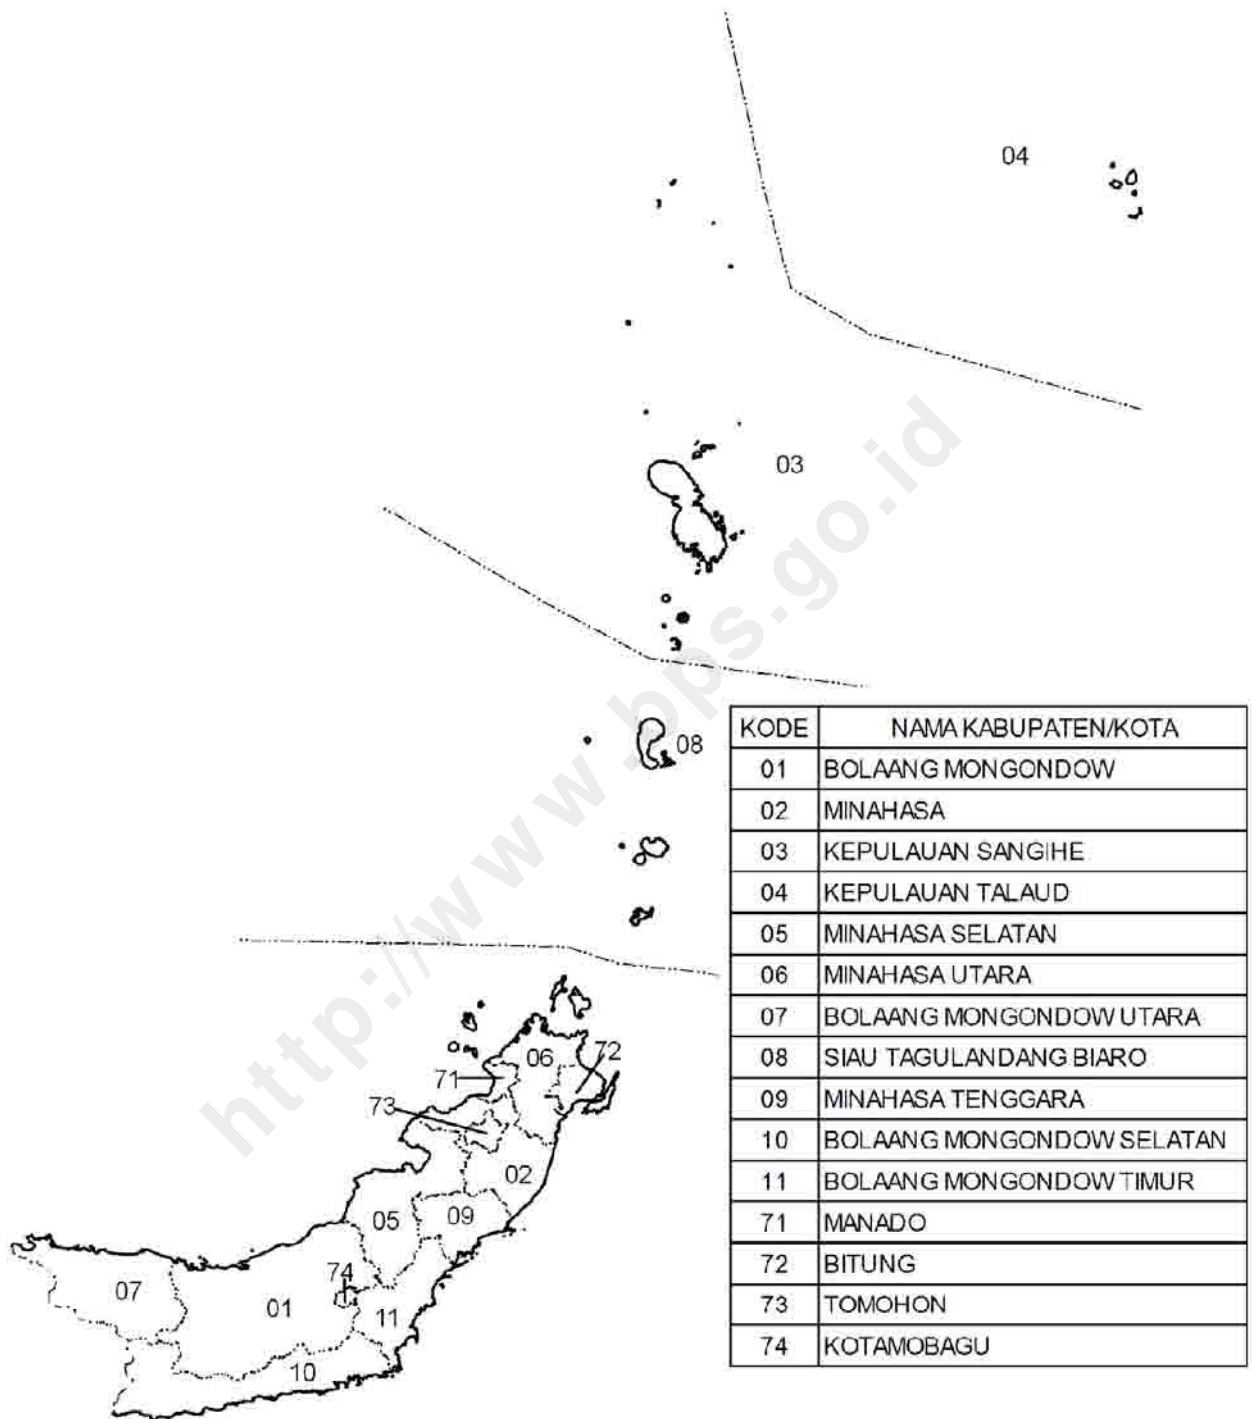 04
03
08
06
72
71
73
02
05
09
74
07
01
11
10
KODE NAMA KABUPATEN/KOTA
01 BOLAANG MONGONDOW
02 MINAHASA
03 KEPULAUAN SANGIHE
04 KEPULAUAN TALAUD
05 MINAHASA SELATAN
06 MINAHASA UTARA
07 BOLAANG MONGONDOW UTARA
08 SIAU TAGULANDANG BIARO
09 MINAHASA TENGGARA
10 BOLAANG MONGONDOW SELATAN
11 BOLAANG MONGONDOW TIMUR
71 MANADO
72 BITUNG
73 TOMOHON
74 KOTAMOBAGU
http://www.bps.go.id